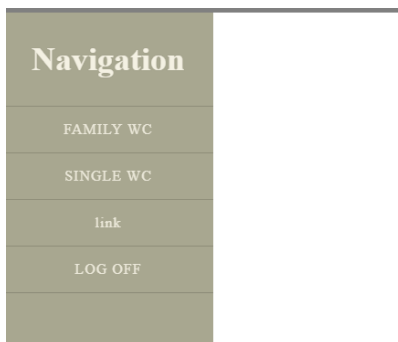 Navigation
FAMILY WC
SINGLE WC
link
LOG OFF